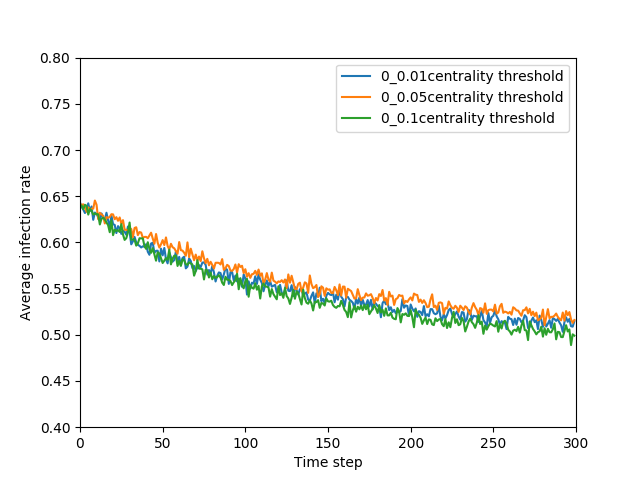 0.80
0.75
0.70
0.65
0.60
0.55
0.50
0.45
0.40
Average infection rate
0_0.01centrality threshold
0_0.05centrality threshold
0_0.1centrality threshold
0 50 100 150 200 250 300
Time step